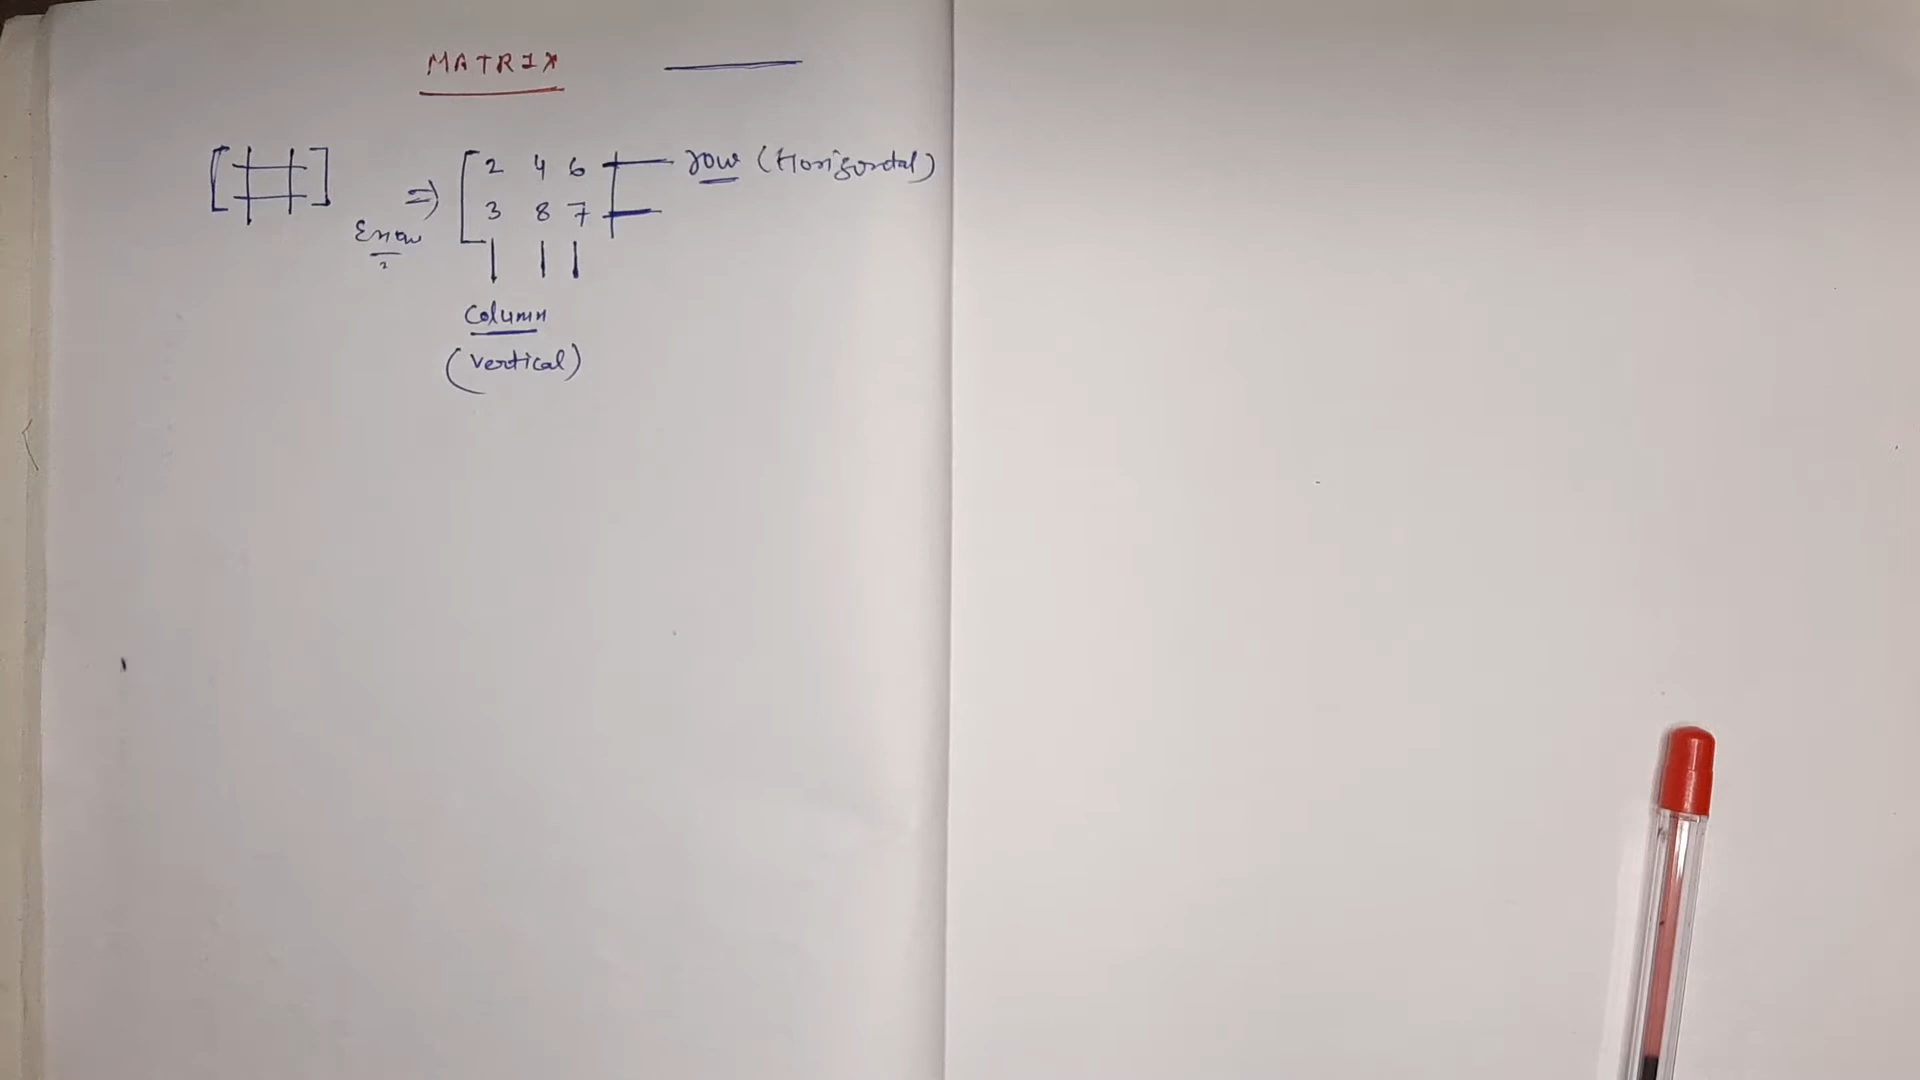 MATRIX
⇒ [ 2 4 6 row (Horizontal)
3 8 7
Column
(vertical)